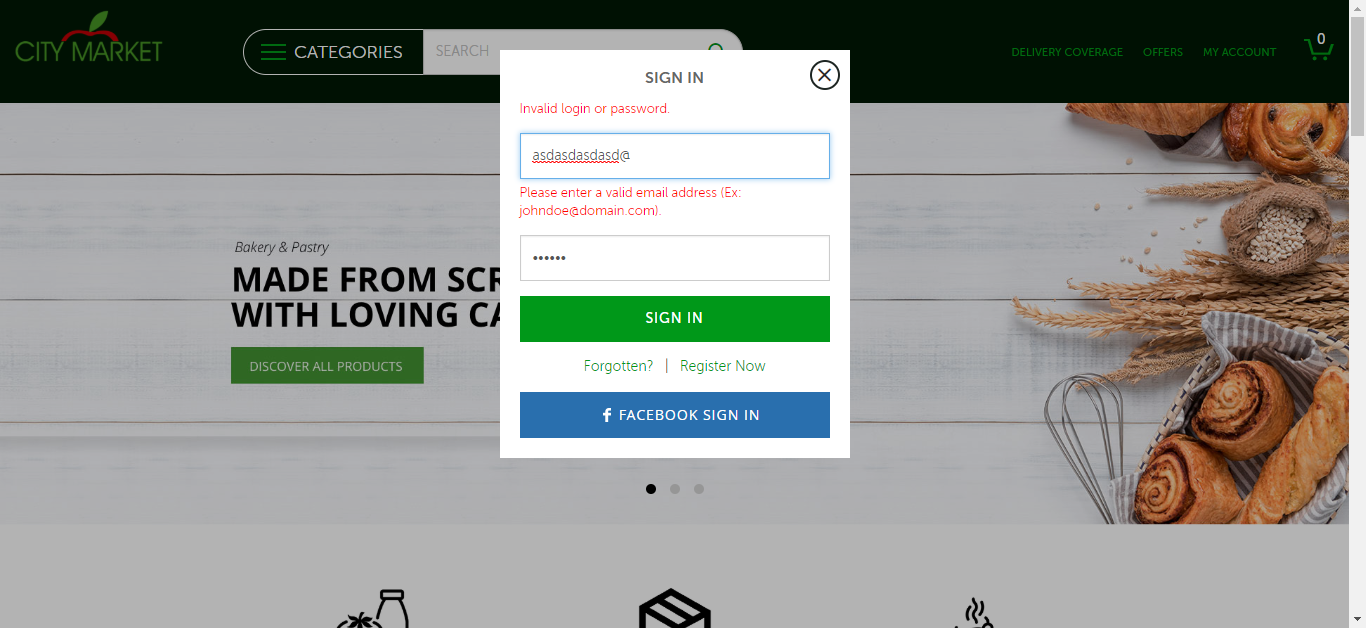 CITY MARKET
CATEGORIES
SEARCH
DELIVERY COVERAGE
OFFERS
MY ACCOUNT
0
SIGN IN
Invalid login or password.
asdasdasdasd@
Please enter a valid email address (Ex:
johndoe@domain.com).
••••••
SIGN IN
Forgotten? | Register Now
FACEBOOK SIGN IN
Bakery & Pastry
MADE FROM SCR
WITH LOVING CA
DISCOVER ALL PRODUCTS